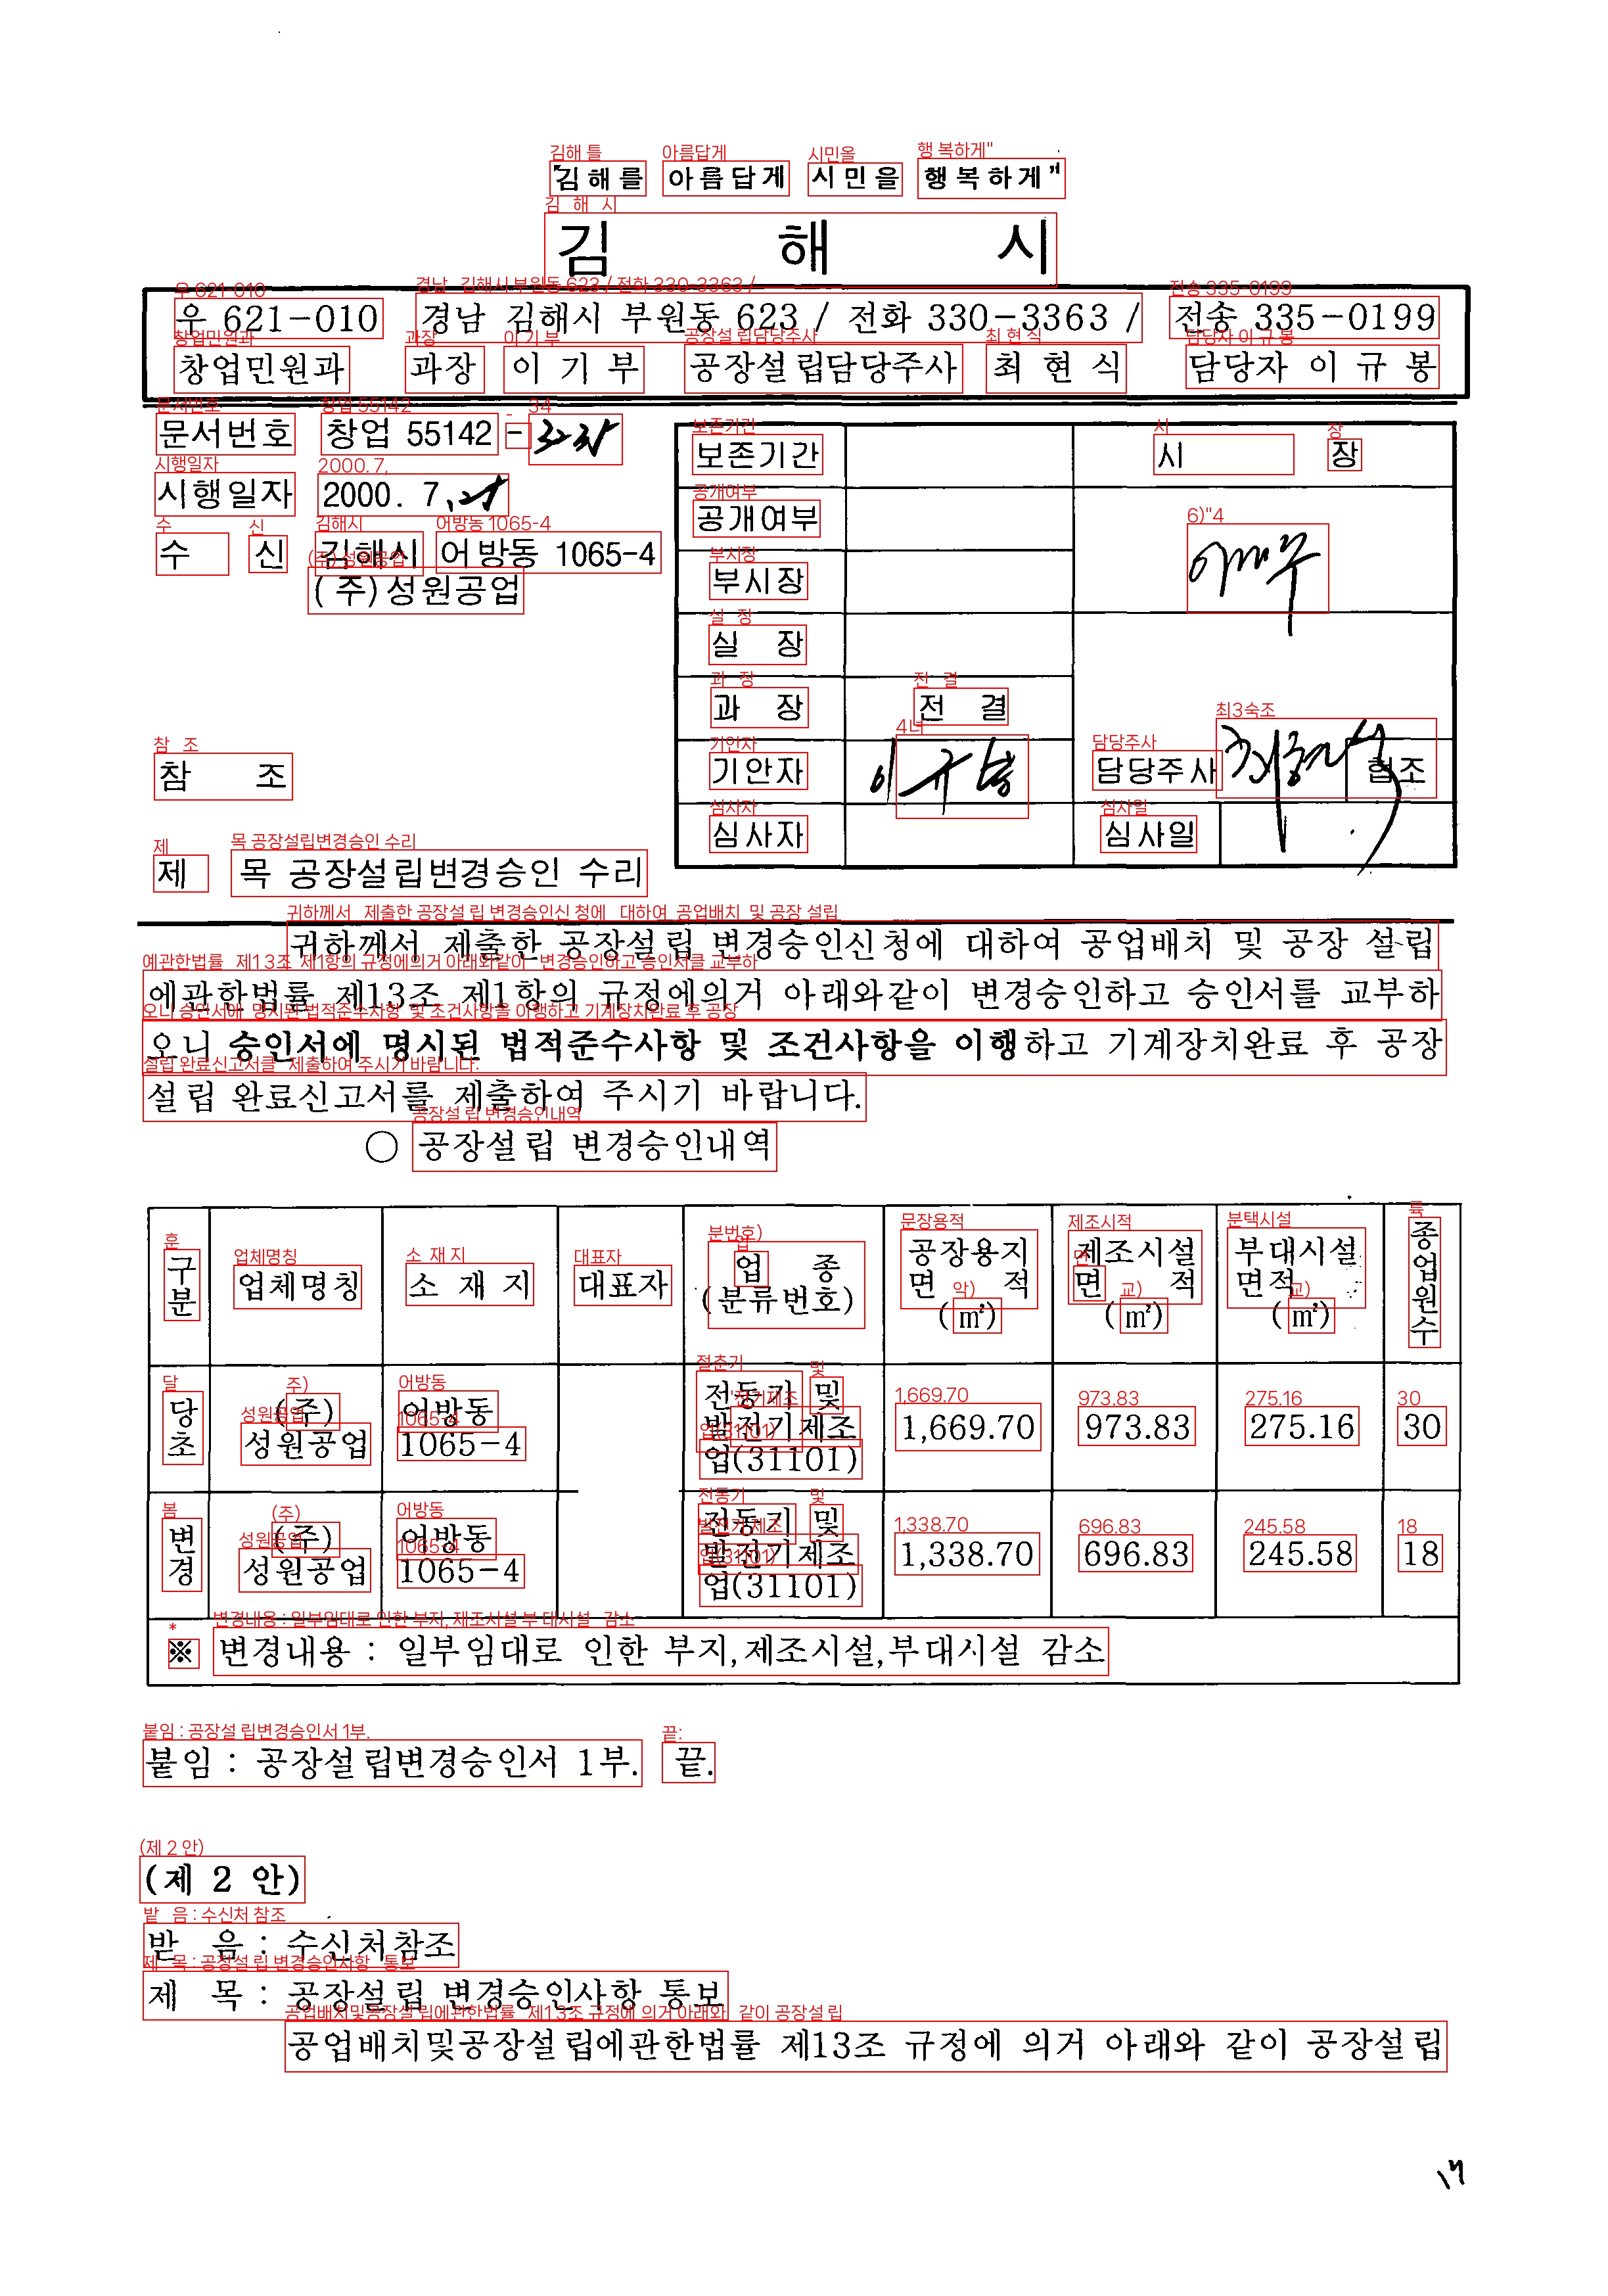 "김해를 아름답게 시민을 행복하게"
김 해 시
우 621-010 경남 김해시 부원동 623 / 전화 330-3363 / 전송 335-0199
창업민원과 과장 이 기 부 공장설립담당주사 최 현 식 담당자 이 규 봉
문서번호 창업 55142 -
시행일자 2000. 7.
수 신 김해시 어방동 1065-4
(주)성원공업
참 조
제 목 공장설립변경승인 수리
보존기간 시 장
공개여부
부시장
실 장
과 장 전 결
기안자 이규봉 담당주사 최현식 협조
심사자 심사일
귀하께서 제출한 공장설립 변경승인신청에 대하여 공업배치 및 공장 설립
에관한법률 제13조 제1항의 규정에의거 아래와같이 변경승인하고 승인서를 교부하
오니 승인서에 명시된 법적준수사항 및 조건사항을 이행하고 기계장치완료 후 공장
설립 완료신고서를 제출하여 주시기 바랍니다.
○ 공장설립 변경승인내역
구분 업체명칭 소 재 지 대표자 업 종 (분류번호) 공장용지 면 적 (㎡) 제조시설 면 적 (㎡) 부대시설 면적 (㎡) 종업원수
당초 (주) 성원공업 어방동 1065-4 전동기 및 발전기제조업(31101) 1,669.70 973.83 275.16 30
변경 (주) 성원공업 어방동 1065-4 전동기 및 발전기제조업(31101) 1,338.70 696.83 245.58 18
※ 변경내용 : 일부임대로 인한 부지,제조시설,부대시설 감소
붙임 : 공장설립변경승인서 1부. 끝.
(제 2 안)
받 음 : 수신처참조
제 목 : 공장설립 변경승인사항 통보
공업배치및공장설립에관한법률 제13조 규정에 의거 아래와 같이 공장설립
17